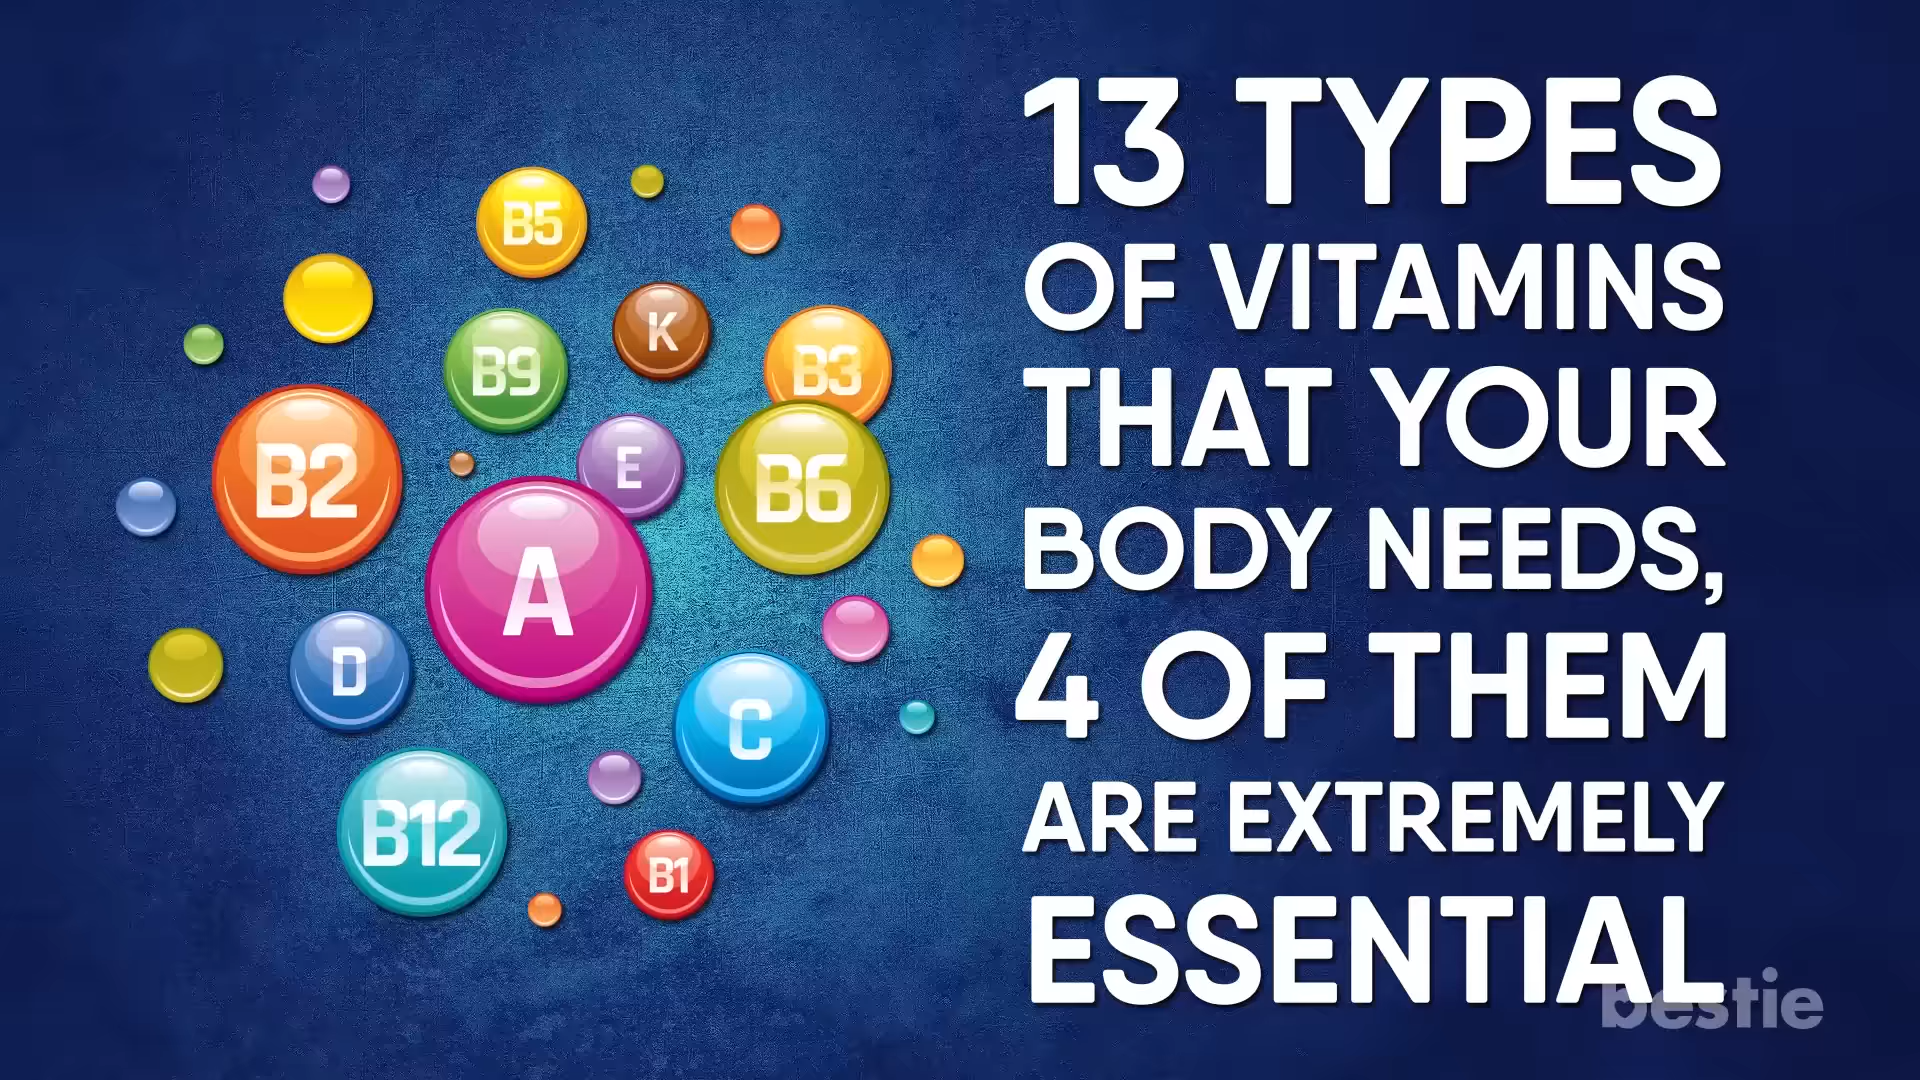 B5
K
B9
B3
B2
E
B6
A
D
C
B12
B1
13 TYPES
OF VITAMINS
THAT YOUR
BODY NEEDS,
4 OF THEM
ARE EXTREMELY
ESSENTIAL
bestie